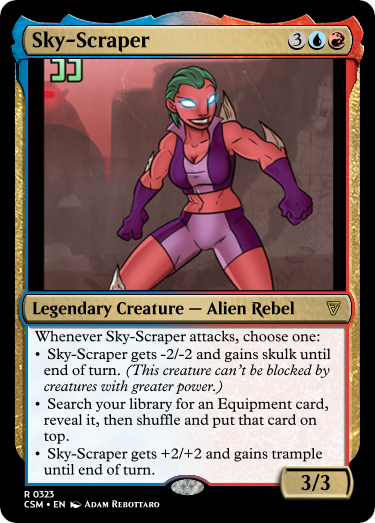 Sky-Scraper 3
Legendary Creature — Alien Rebel
Whenever Sky-Scraper attacks, choose one:
• Sky-Scraper gets -2/-2 and gains skulk until
end of turn. (This creature can't be blocked by
creatures with greater power.)
• Search your library for an Equipment card,
reveal it, then shuffle and put that card on
top.
• Sky-Scraper gets +2/+2 and gains trample
until end of turn.
3/3
R 0323
CSM • EN Adam Rebottaro